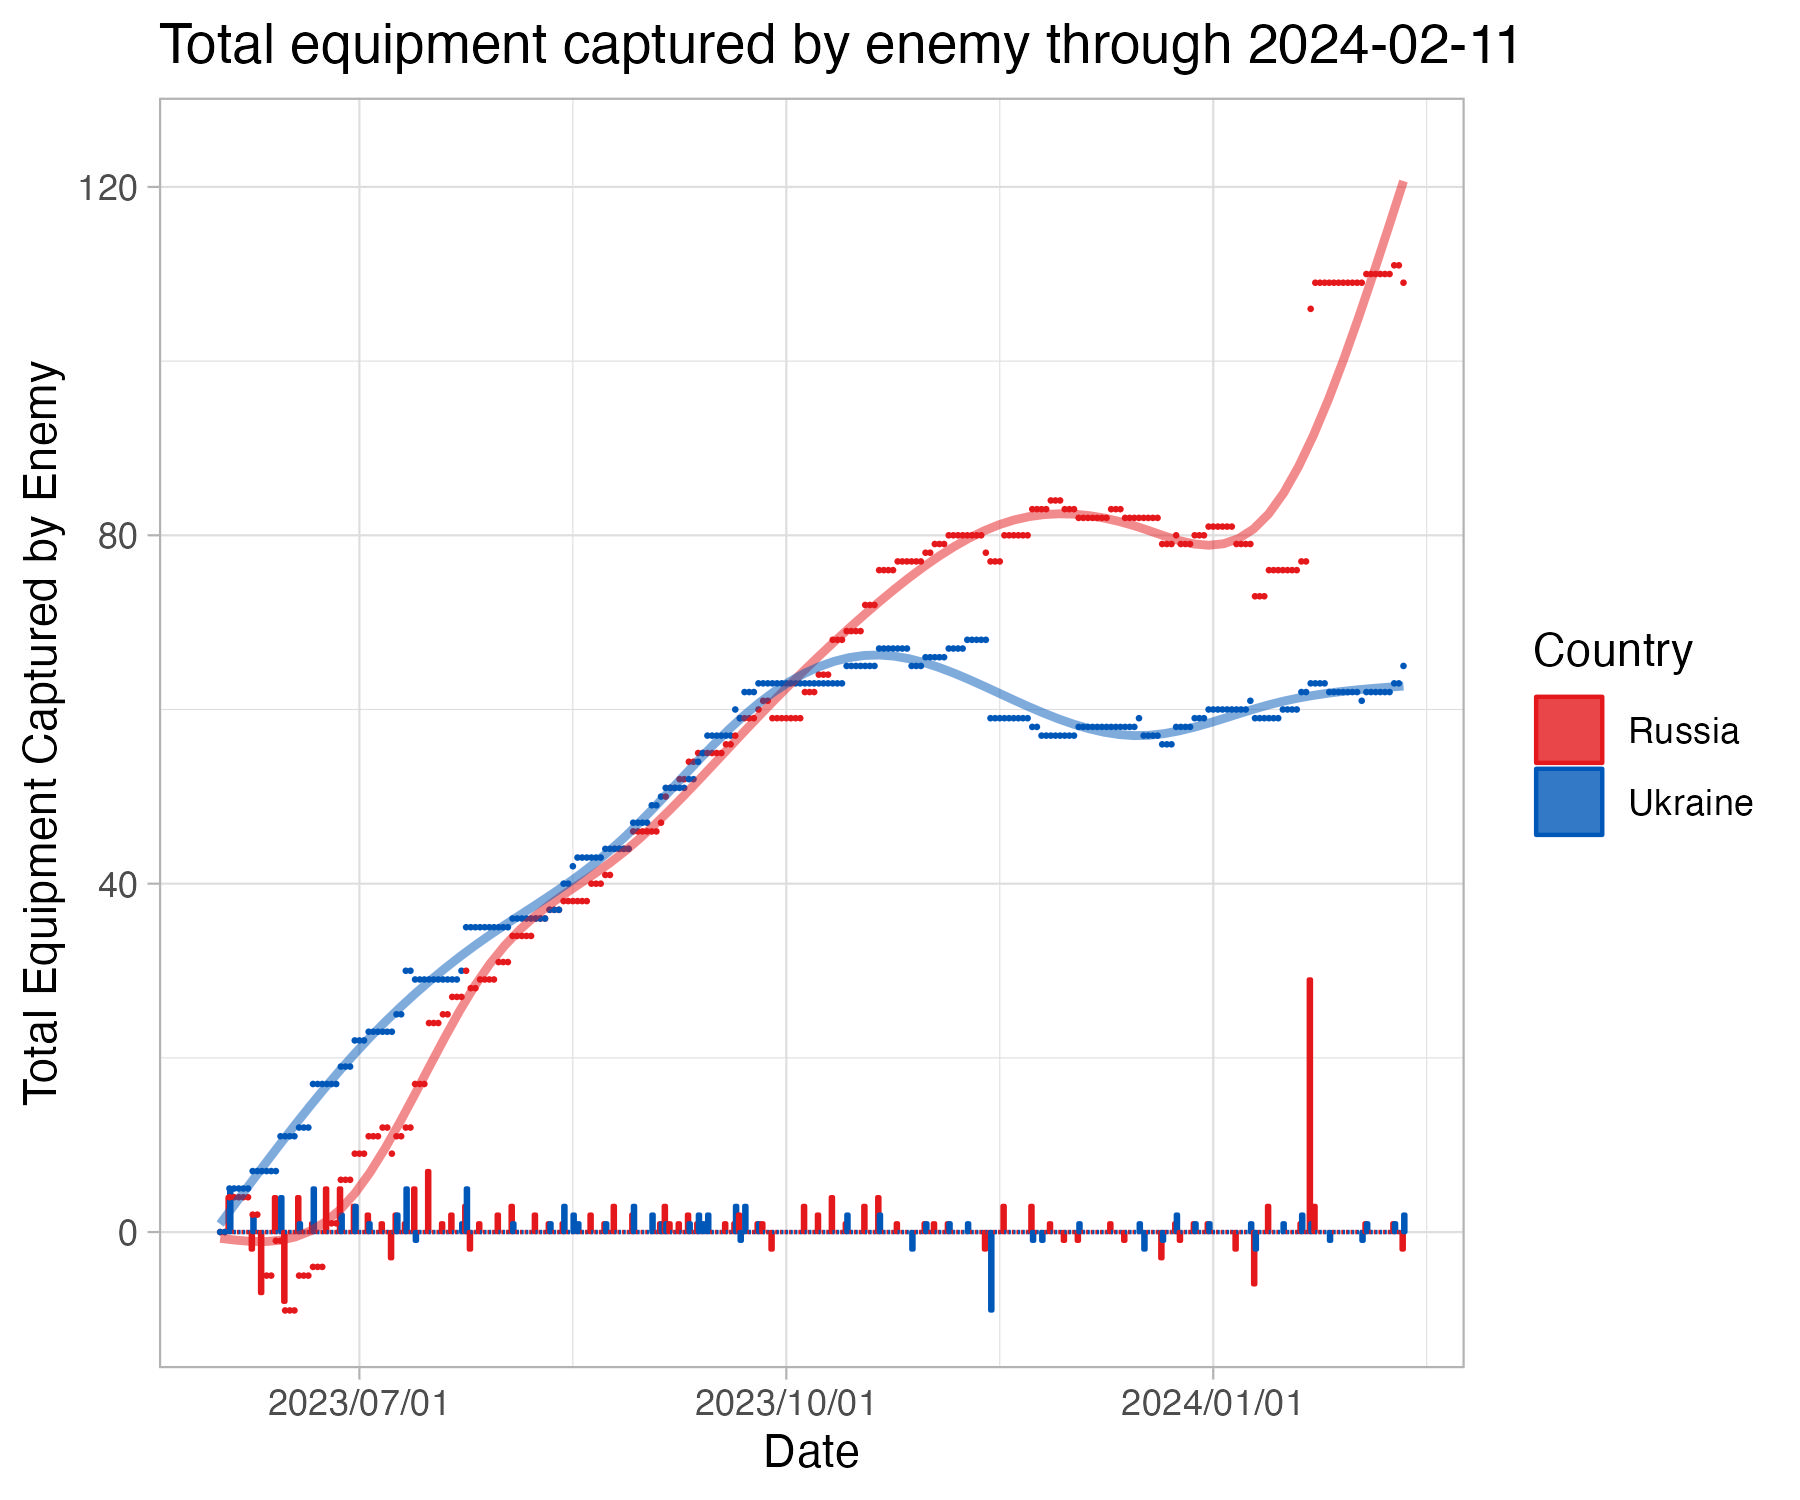 Total equipment captured by enemy through 2024-02-11
Total Equipment Captured by Enemy
120
80
40
0
2023/07/01
2023/10/01
2024/01/01
Date
Country
Russia
Ukraine